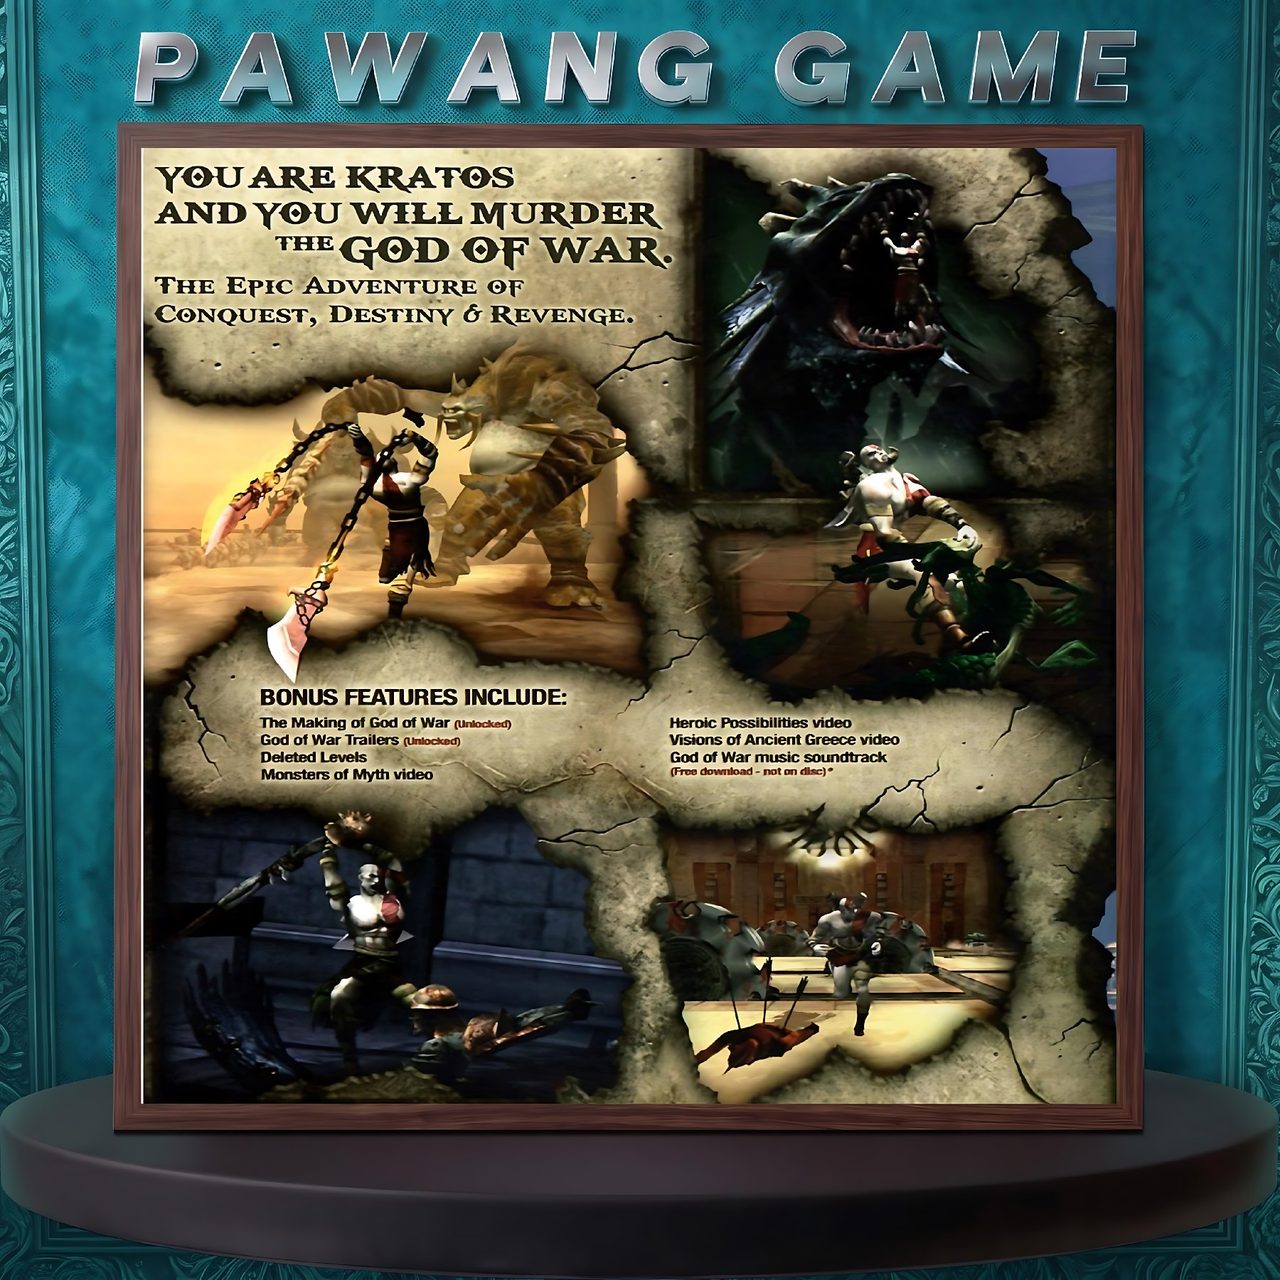 PAWANG GAME
YOU ARE KRATOS
AND YOU WILL MURDER
THE GOD OF WAR.
THE EPIC ADVENTURE OF
CONQUEST, DESTINY & REVENGE.
BONUS FEATURES INCLUDE:
The Making of God of War (Unlocked)
God of War Trailers (Unlocked)
Deleted Levels
Monsters of Myth video
Heroic Possibilities video
Visions of Ancient Greece video
God of War music soundtrack
(Free download - not on disc)*